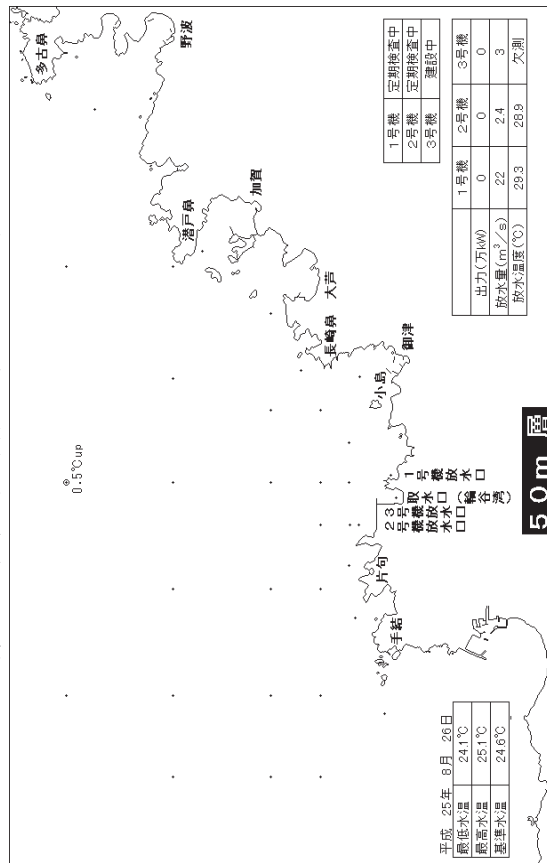 多古鼻
野波
潜戸鼻
加賀
大芦
長崎鼻
御津
小島
0.5℃up
1号機放水口
取水口(輪谷湾)
3号機放水口
2号機放水口
片句
手結
1号機 定期検査中
2号機 定期検査中
3号機 建設中
1号機 2号機 3号機
出力(万kW) 0 0 0
放水量(m³/s) 22 2.4 3
放水温度(℃) 29.3 28.9 欠測
5.0m 層
平成 25年 8月 26日
最低水温 24.1℃
最高水温 25.1℃
基準水温 24.6℃